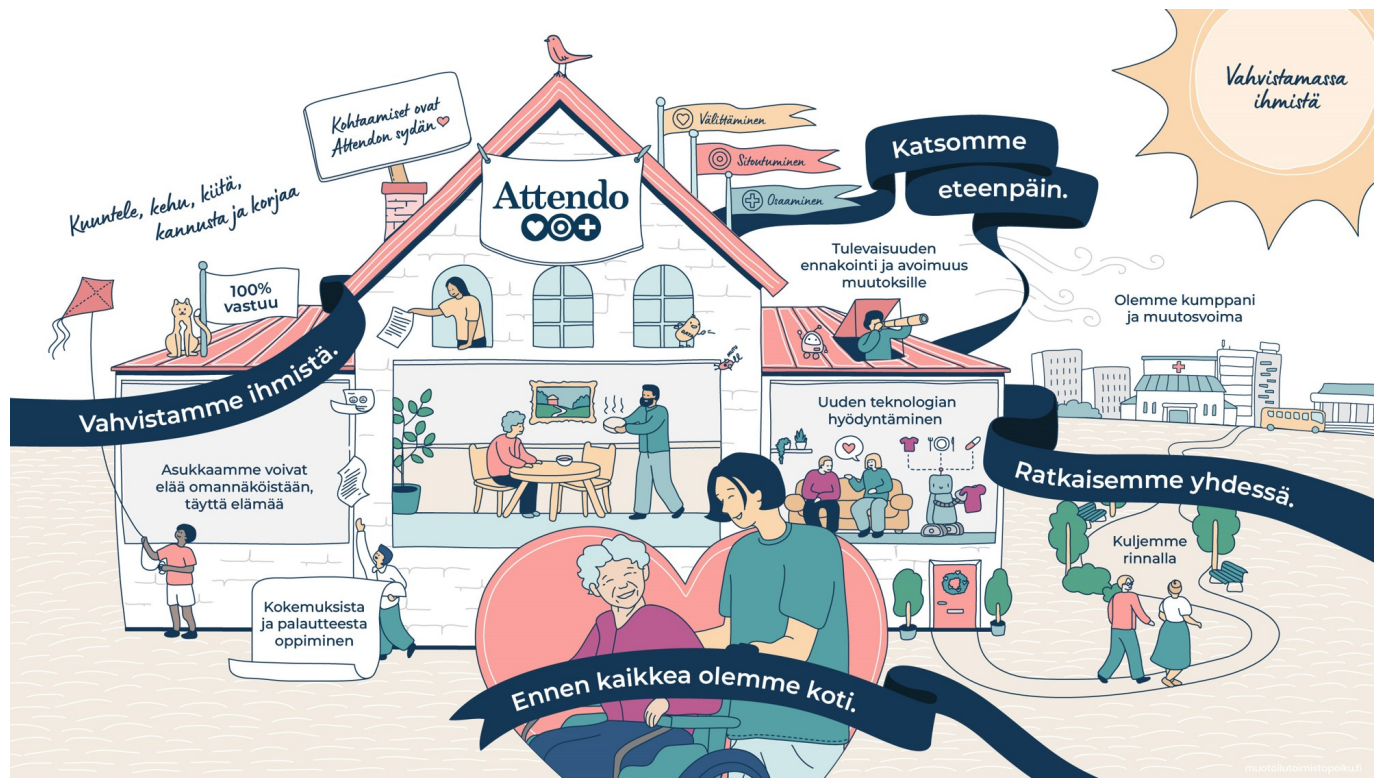 Vahvistamassa
ihmistä
Kohtaamiset ovat
Attendon sydän
Välittäminen
Sitoutuminen
Osaaminen
Katsomme
eteenpäin.
Attendo
Kuuntele, kehu, kiitä,
kannusta ja korjaa
100%
vastuu
Tulevaisuuden
ennakointi ja avoimuus
muutoksille
Olemme kumppani
ja muutosvoima
Vahvistamme ihmistä.
Uuden teknologian
hyödyntäminen
Asukkaamme voivat
elää omannäköistään,
täyttä elämää
Ratkaisemme yhdessä.
Kuljemme
rinnalla
Kokemuksista
ja palautteesta
oppiminen
Ennen kaikkea olemme koti.
muotoilutoimistopolku.fi